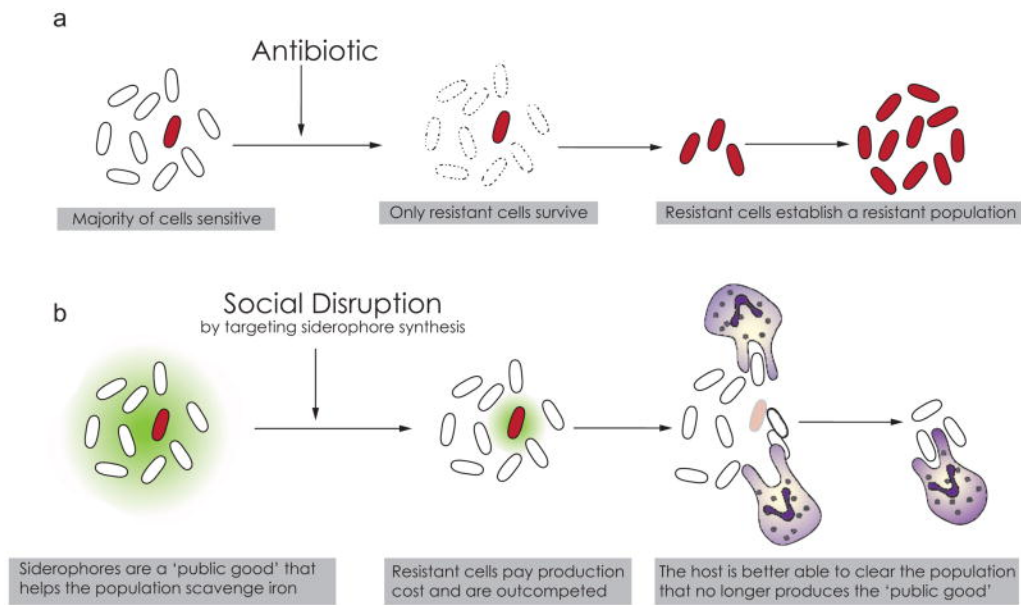 a
Antibiotic
Majority of cells sensitive
Only resistant cells survive
Resistant cells establish a resistant population
b
Social Disruption
by targeting siderophore synthesis
Siderophores are a ‘public good’ that
helps the population scavenge iron
Resistant cells pay production
cost and are outcompeted
The host is better able to clear the population
that no longer produces the ‘public good’